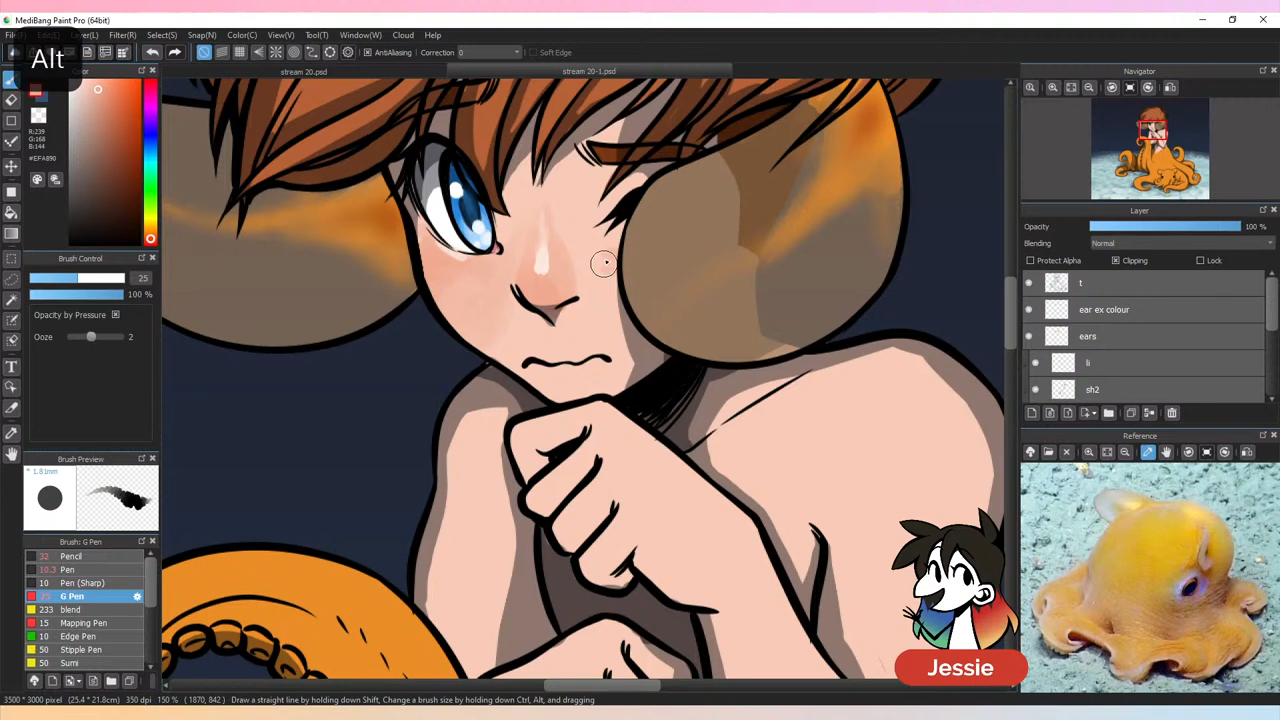 MediBang Paint Pro (64bit)
Alt
Layer(L) Filter(R) Select(S) Snap(N) Color(C) View(V) Tool(T) Window(W) Cloud Help
AntiAliasing Correction 0 Soft Edge
Color
stream 20.psd stream 20-1.psd
R:239
G:168
B:144
#EFA890
Brush Control
25
100 %
Opacity by Pressure
Ooze 2
Brush Preview
* 1.81mm
Brush: G Pen
32 Pencil
10.3 Pen
10 Pen (Sharp)
G Pen
233 blend
15 Mapping Pen
10 Edge Pen
50 Stipple Pen
50 Sumi
Navigator
Layer
Opacity 100 %
Blending Normal
Protect Alpha Clipping Lock
t
ear ex colour
ears
li
sh2
Reference
Jessie
3500 * 3000 pixel (25.4 * 21.8cm) 350 dpi 150 % ( 1870, 842 ) Draw a straight line by holding down Shift, Change a brush size by holding down Ctrl, Alt, and dragging